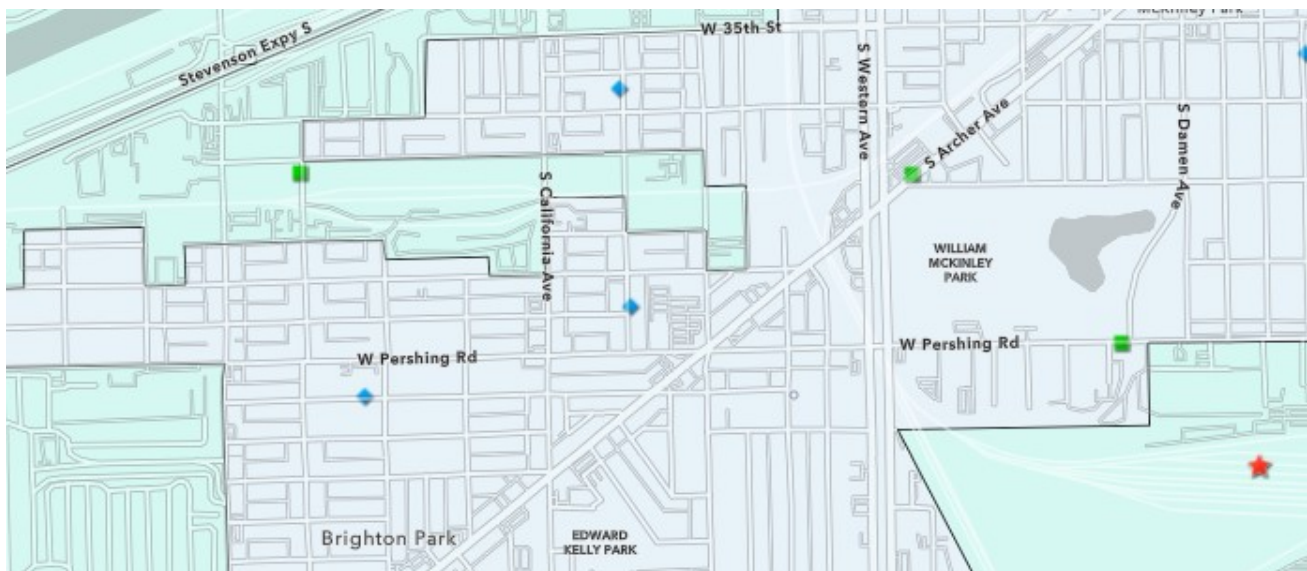 McKinley Park
W 35th St
Stevenson Expy S
S Western Ave
S Archer Ave
S Damen Ave
S California Ave
WILLIAM
MCKINLEY
PARK
W Pershing Rd
W Pershing Rd
Brighton Park
EDWARD
KELLY PARK